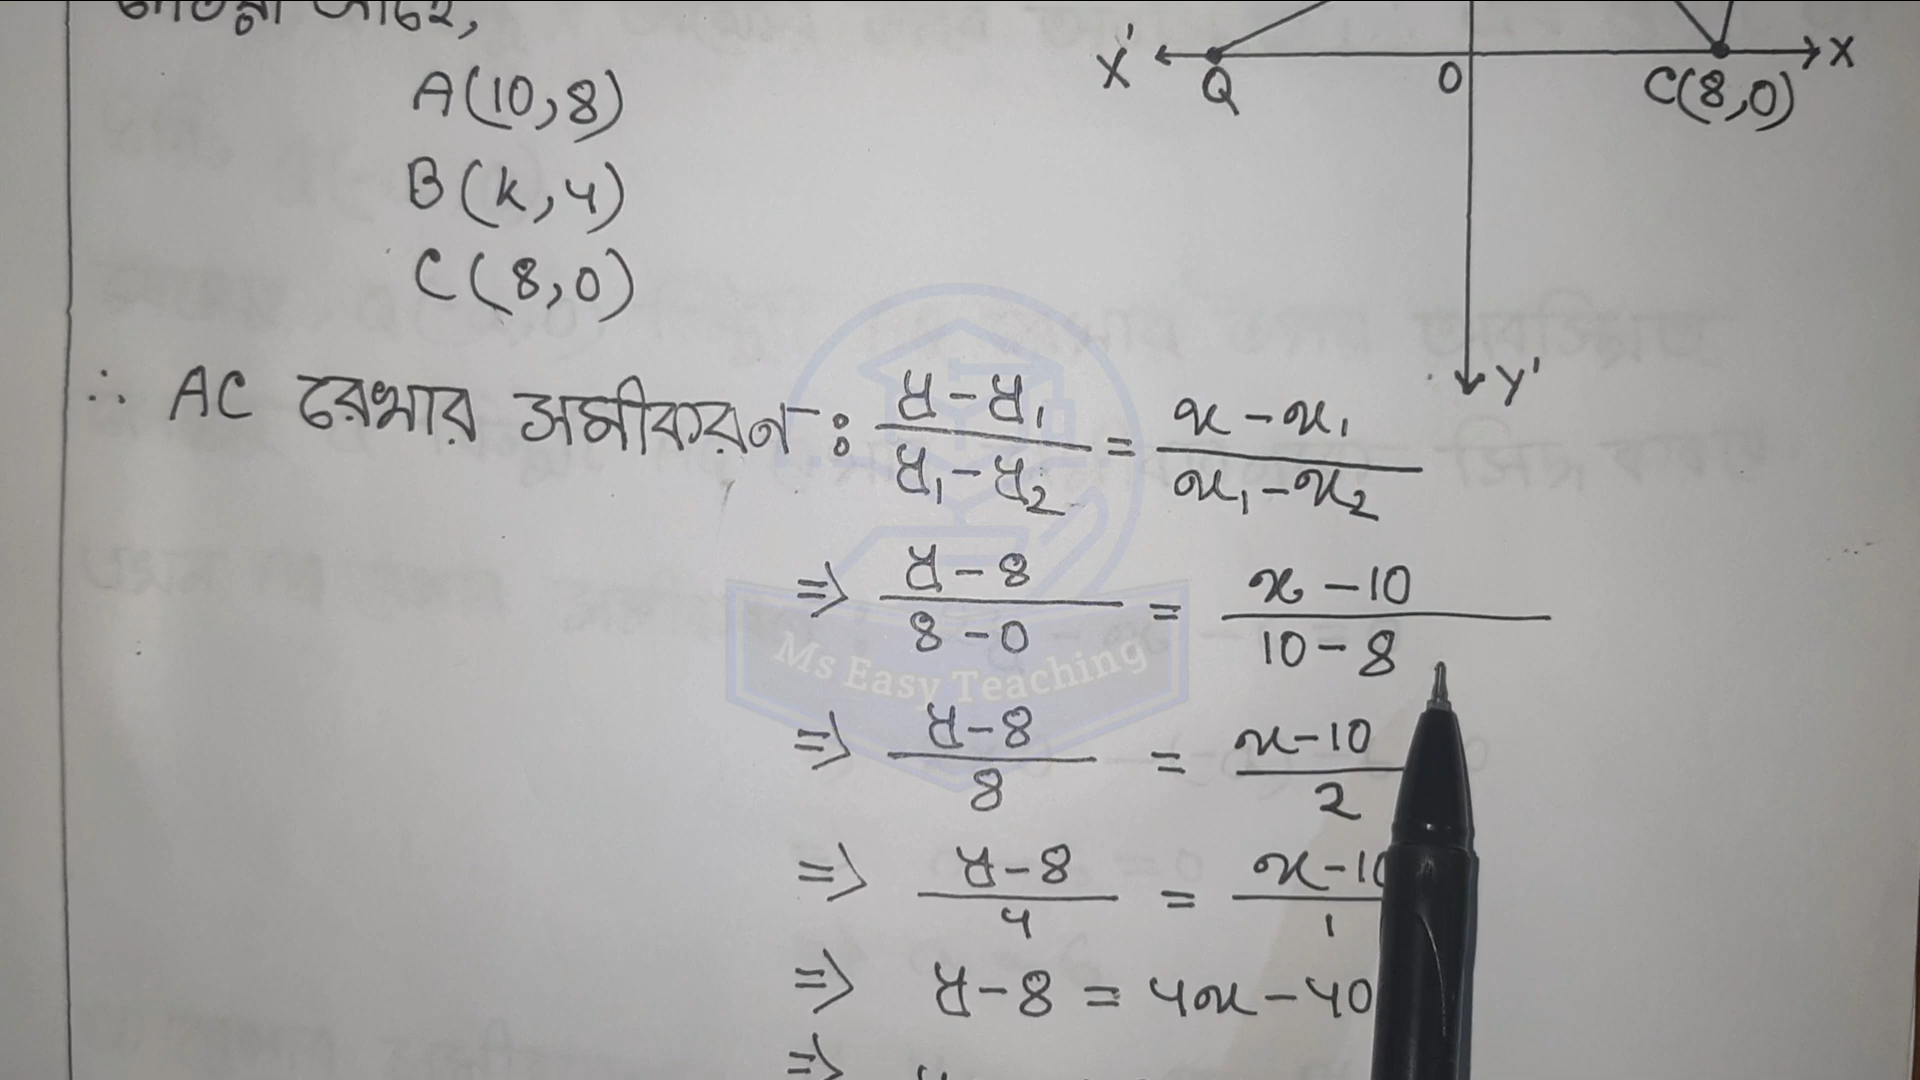 X' Q O C(8,0) X
A(10,8)
B(k,4)
C(8,0)
Y'
∴ AC রেখার সমীকরণ : (y-y₁)/(y₁-y₂) = (x-x₁)/(x₁-x₂)
⇒ (y-8)/(8-0) = (x-10)/(10-8)
Ms Easy Teaching
⇒ (y-8)/8 = (x-10)/2
⇒ (y-8)/4 = (x-10)/1
⇒ y-8 = 4x-40
⇒